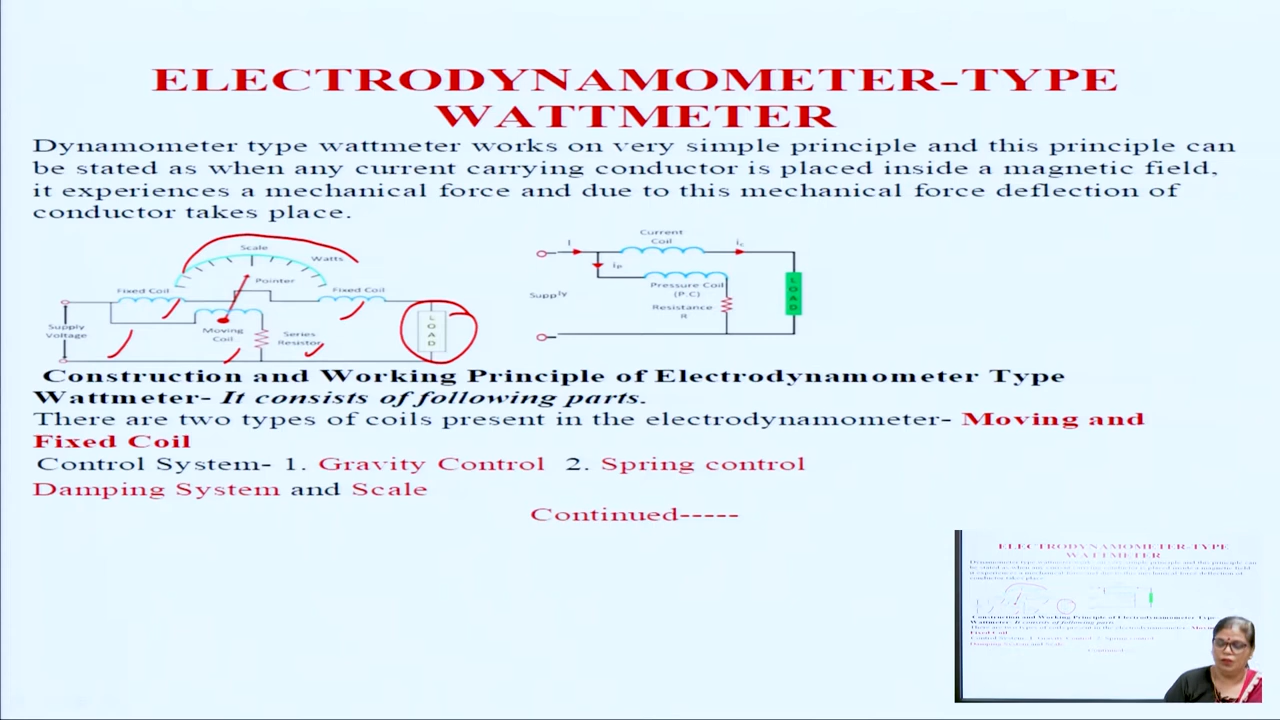 ELECTRODYNAMOMETER-TYPE
WATTMETER
Dynamometer type wattmeter works on very simple principle and this principle can
be stated as when any current carrying conductor is placed inside a magnetic field,
it experiences a mechanical force and due to this mechanical force deflection of
conductor takes place.
Scale
Watts
Pointer
Fixed Coil
Fixed Coil
Supply
Voltage
Moving
Coil
Series
Resistor
LOAD
Current
Coil
I
ic
ip
Supply
Pressure Coil
(P.C)
Resistance
R
LOAD
Construction and Working Principle of Electrodynamometer Type
Wattmeter- It consists of following parts.
There are two types of coils present in the electrodynamometer- Moving and
Fixed Coil
Control System- 1. Gravity Control 2. Spring control
Damping System and Scale
Continued-----
ELECTRODYNAMOMETER-TYPE
WATTMETER